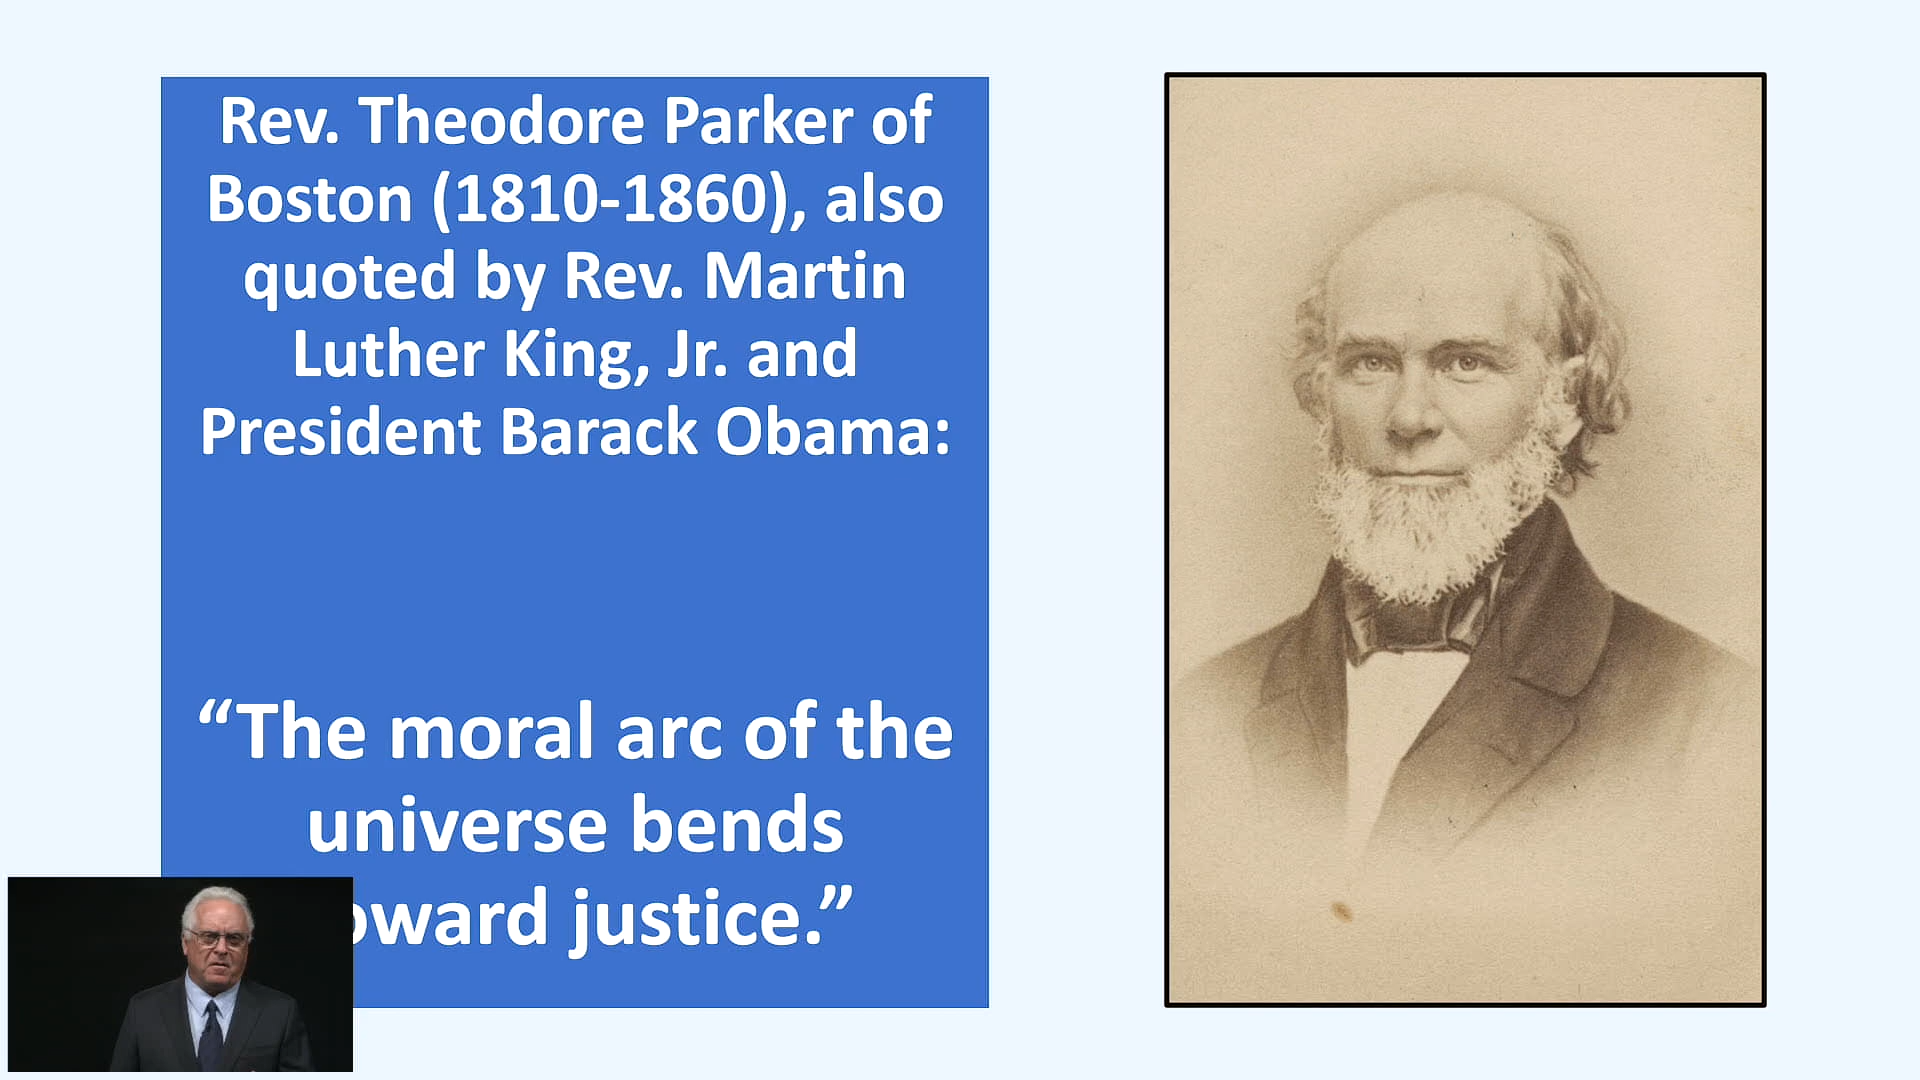 Rev. Theodore Parker of
Boston (1810-1860), also
quoted by Rev. Martin
Luther King, Jr. and
President Barack Obama:
“The moral arc of the
universe bends
oward justice.”